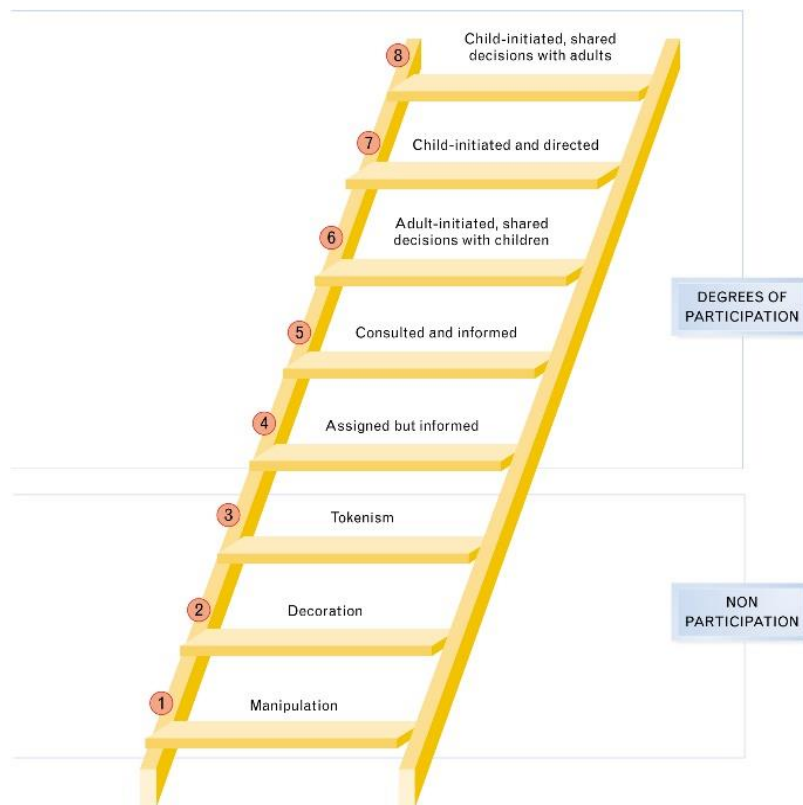 8
Child-initiated, shared
decisions with adults
7
Child-initiated and directed
6
Adult-initiated, shared
decisions with children
DEGREES OF
PARTICIPATION
5
Consulted and informed
4
Assigned but informed
3
Tokenism
2
Decoration
NON
PARTICIPATION
1
Manipulation